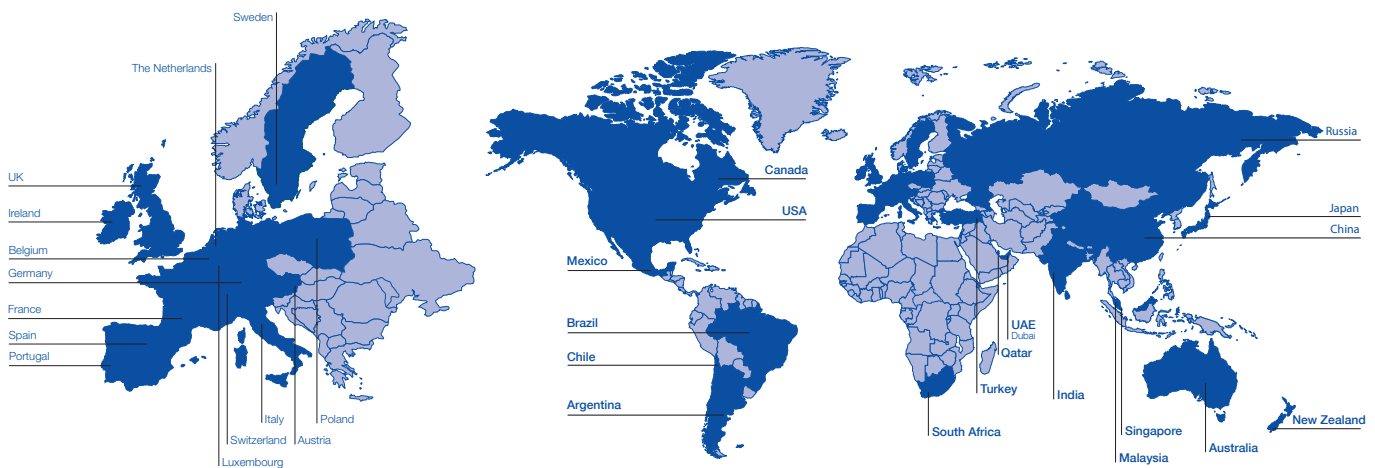 Sweden
The Netherlands
UK
Ireland
Belgium
Germany
France
Spain
Portugal
Italy
Poland
Switzerland
Austria
Luxembourg
Canada
USA
Mexico
Brazil
Chile
Argentina
Russia
Japan
China
UAE
Dubai
Qatar
Turkey
India
South Africa
Singapore
Malaysia
Australia
New Zealand